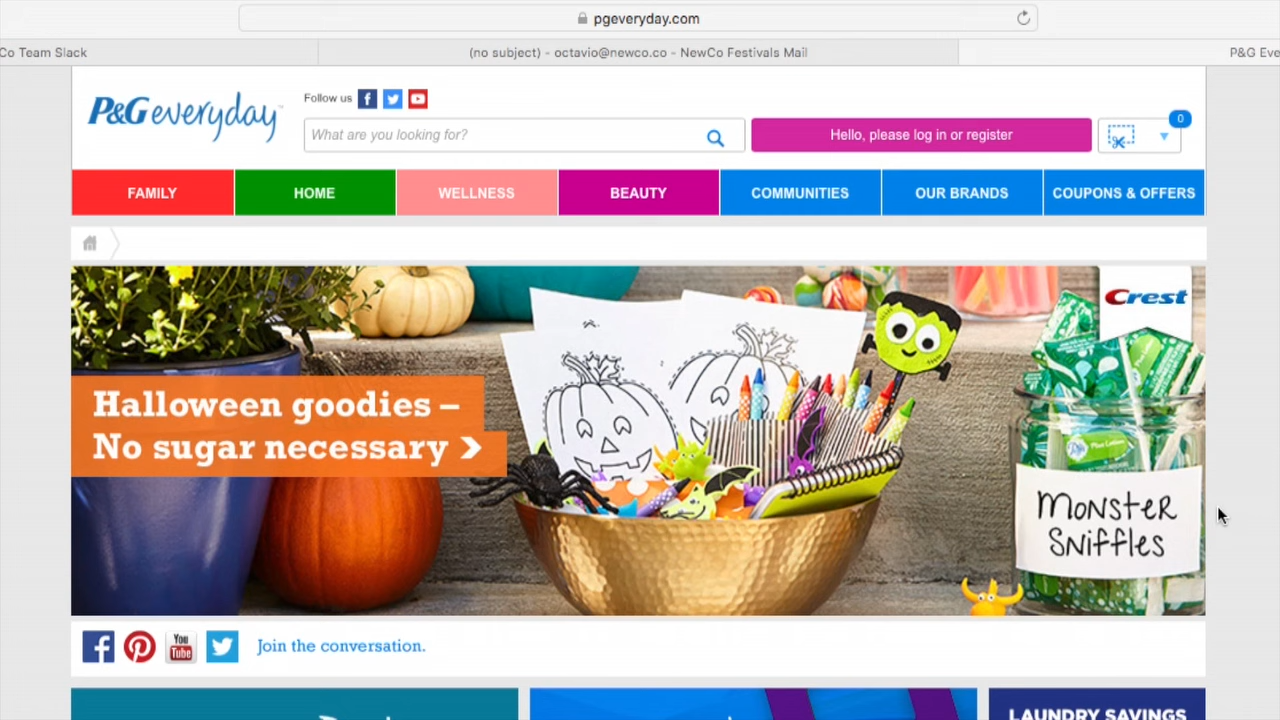 pgeveryday.com
Co Team Slack
(no subject) - octavio@newco.co - NewCo Festivals Mail
P&G Eve
P&G everyday
Follow us
What are you looking for?
Hello, please log in or register
0
FAMILY
HOME
WELLNESS
BEAUTY
COMMUNITIES
OUR BRANDS
COUPONS & OFFERS
Crest
Halloween goodies –
No sugar necessary
Monster
Sniffles
You
Tube
Join the conversation.
LAUNDRY SAVINGS